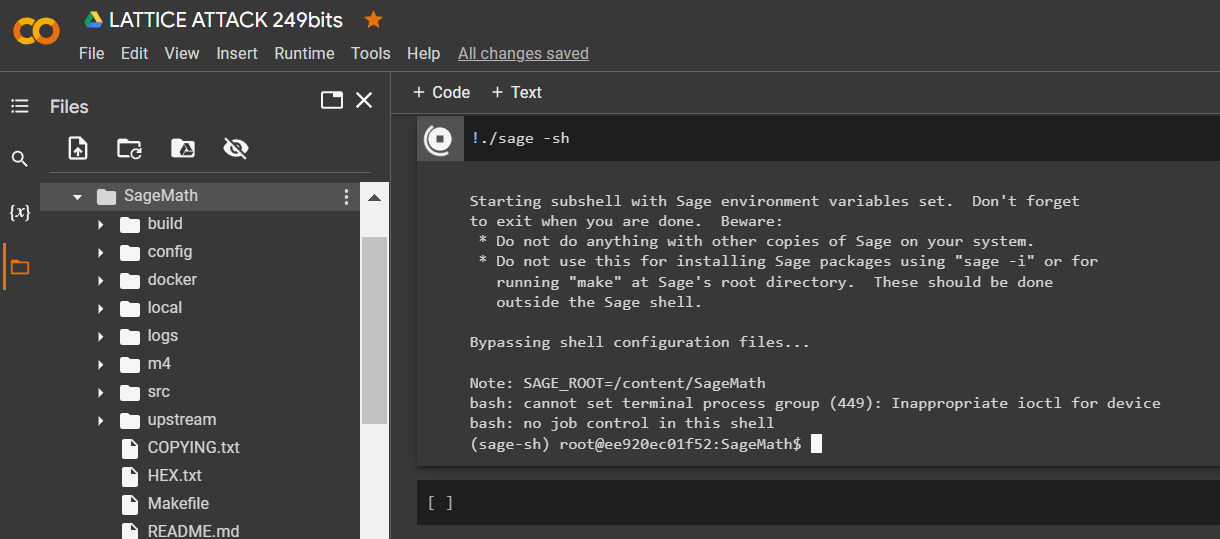 LATTICE ATTACK 249bits
File Edit View Insert Runtime Tools Help All changes saved
Files
+ Code + Text
{x}
SageMath
build
config
docker
local
logs
m4
src
upstream
COPYING.txt
HEX.txt
Makefile
README.md
!./sage -sh
Starting subshell with Sage environment variables set.  Don't forget
to exit when you are done.  Beware:
* Do not do anything with other copies of Sage on your system.
* Do not use this for installing Sage packages using "sage -i" or for
running "make" at Sage's root directory.  These should be done
outside the Sage shell.
Bypassing shell configuration files...
Note: SAGE_ROOT=/content/SageMath
bash: cannot set terminal process group (449): Inappropriate ioctl for device
bash: no job control in this shell
(sage-sh) root@ee920ec01f52:SageMath$
[ ]